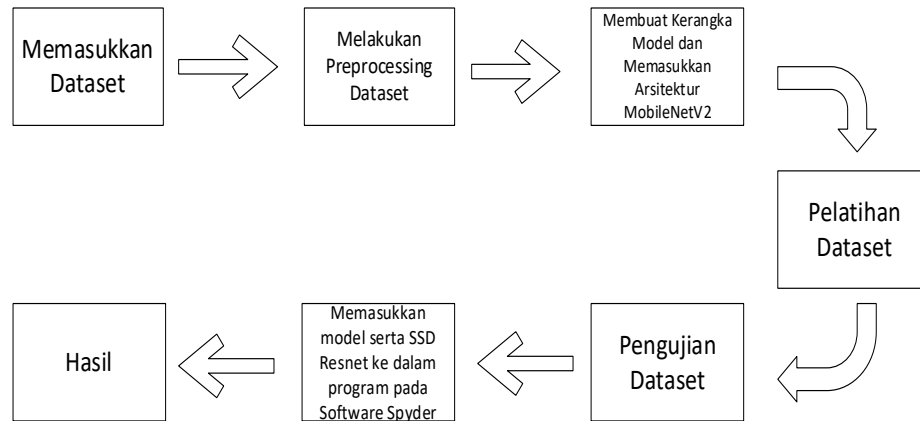 Memasukkan
Dataset
Melakukan
Preprocessing
Dataset
Membuat Kerangka
Model dan
Memasukkan
Arsitektur
MobileNetV2
Pelatihan
Dataset
Pengujian
Dataset
Memasukkan
model serta SSD
Resnet ke dalam
program pada
Software Spyder
Hasil